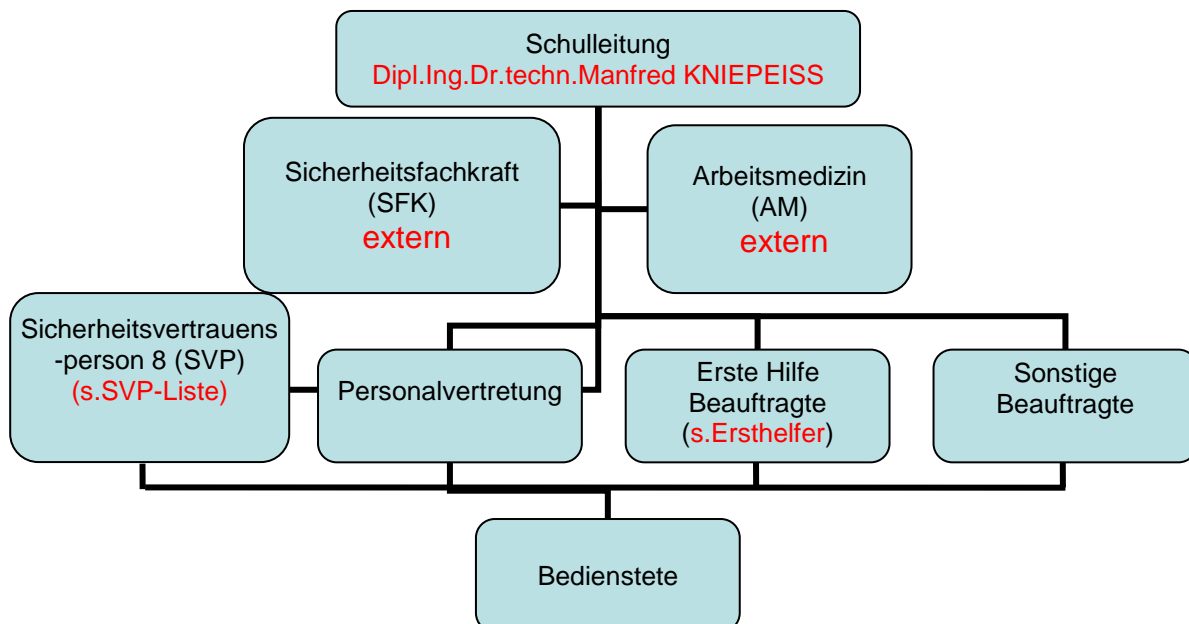 Schulleitung
Dipl.Ing.Dr.techn.Manfred KNIEPEISS
Sicherheitsfachkraft
(SFK)
extern
Arbeitsmedizin
(AM)
extern
Sicherheitsvertrauens
-person 8 (SVP)
(s.SVP-Liste)
Personalvertretung
Erste Hilfe
Beauftragte
(s.Ersthelfer)
Sonstige
Beauftragte
Bedienstete